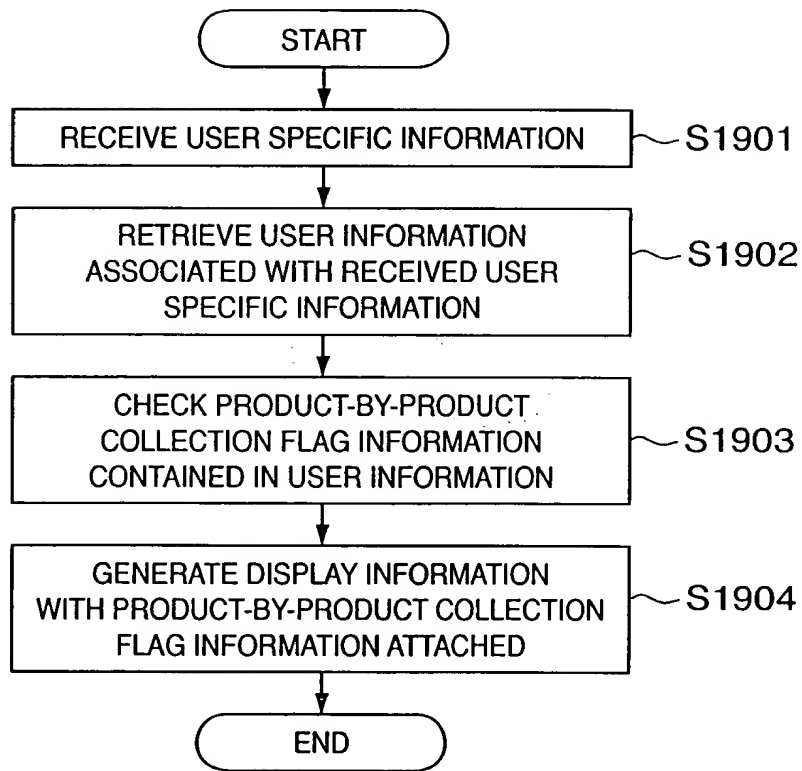 START
RECEIVE USER SPECIFIC INFORMATION
S1901
RETRIEVE USER INFORMATION
ASSOCIATED WITH RECEIVED USER
SPECIFIC INFORMATION
S1902
CHECK PRODUCT-BY-PRODUCT
COLLECTION FLAG INFORMATION
CONTAINED IN USER INFORMATION
S1903
GENERATE DISPLAY INFORMATION
WITH PRODUCT-BY-PRODUCT COLLECTION
FLAG INFORMATION ATTACHED
S1904
END